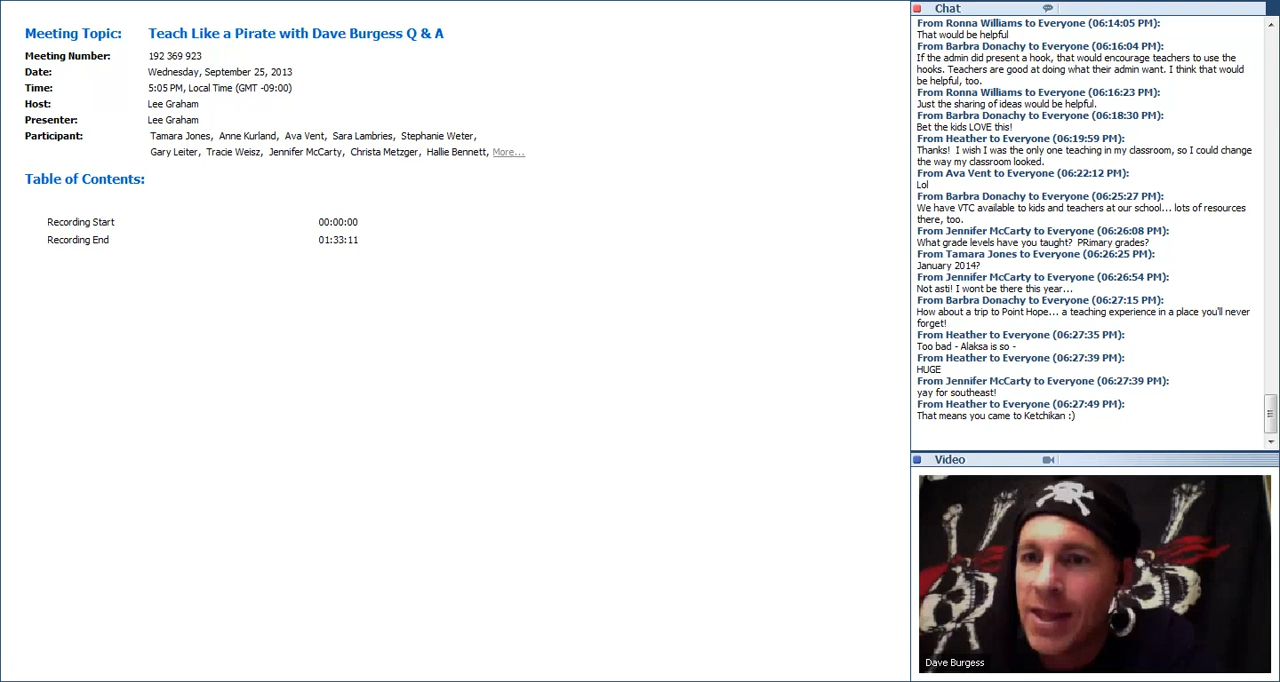 Meeting Topic: Teach Like a Pirate with Dave Burgess Q & A
Meeting Number: 192 369 923
Date: Wednesday, September 25, 2013
Time: 5:05 PM, Local Time (GMT -09:00)
Host: Lee Graham
Presenter: Lee Graham
Participant: Tamara Jones, Anne Kurland, Ava Vent, Sara Lambries, Stephanie Weter,
Gary Leiter, Tracie Weisz, Jennifer McCarty, Christa Metzger, Hallie Bennett, More...
Table of Contents:
Recording Start 00:00:00
Recording End 01:33:11
Chat
From Ronna Williams to Everyone (06:14:05 PM):
That would be helpful
From Barbra Donachy to Everyone (06:16:04 PM):
If the admin did present a hook, that would encourage teachers to use the
hooks. Teachers are good at doing what their admin want. I think that would
be helpful, too.
From Ronna Williams to Everyone (06:16:23 PM):
Just the sharing of ideas would be helpful.
From Barbra Donachy to Everyone (06:18:30 PM):
Bet the kids LOVE this!
From Heather to Everyone (06:19:59 PM):
Thanks! I wish I was the only one teaching in my classroom, so I could change
the way my classroom looked.
From Ava Vent to Everyone (06:22:12 PM):
Lol
From Barbra Donachy to Everyone (06:25:27 PM):
We have VTC available to kids and teachers at our school... lots of resources
there, too.
From Jennifer McCarty to Everyone (06:26:08 PM):
What grade levels have you taught? PRimary grades?
From Tamara Jones to Everyone (06:26:25 PM):
January 2014?
From Jennifer McCarty to Everyone (06:26:54 PM):
Not asti! I wont be there this year...
From Barbra Donachy to Everyone (06:27:15 PM):
How about a trip to Point Hope... a teaching experience in a place you'll never
forget!
From Heather to Everyone (06:27:35 PM):
Too bad - Alaksa is so -
From Heather to Everyone (06:27:39 PM):
HUGE
From Jennifer McCarty to Everyone (06:27:39 PM):
yay for southeast!
From Heather to Everyone (06:27:49 PM):
That means you came to Ketchikan :)
Video
Dave Burgess